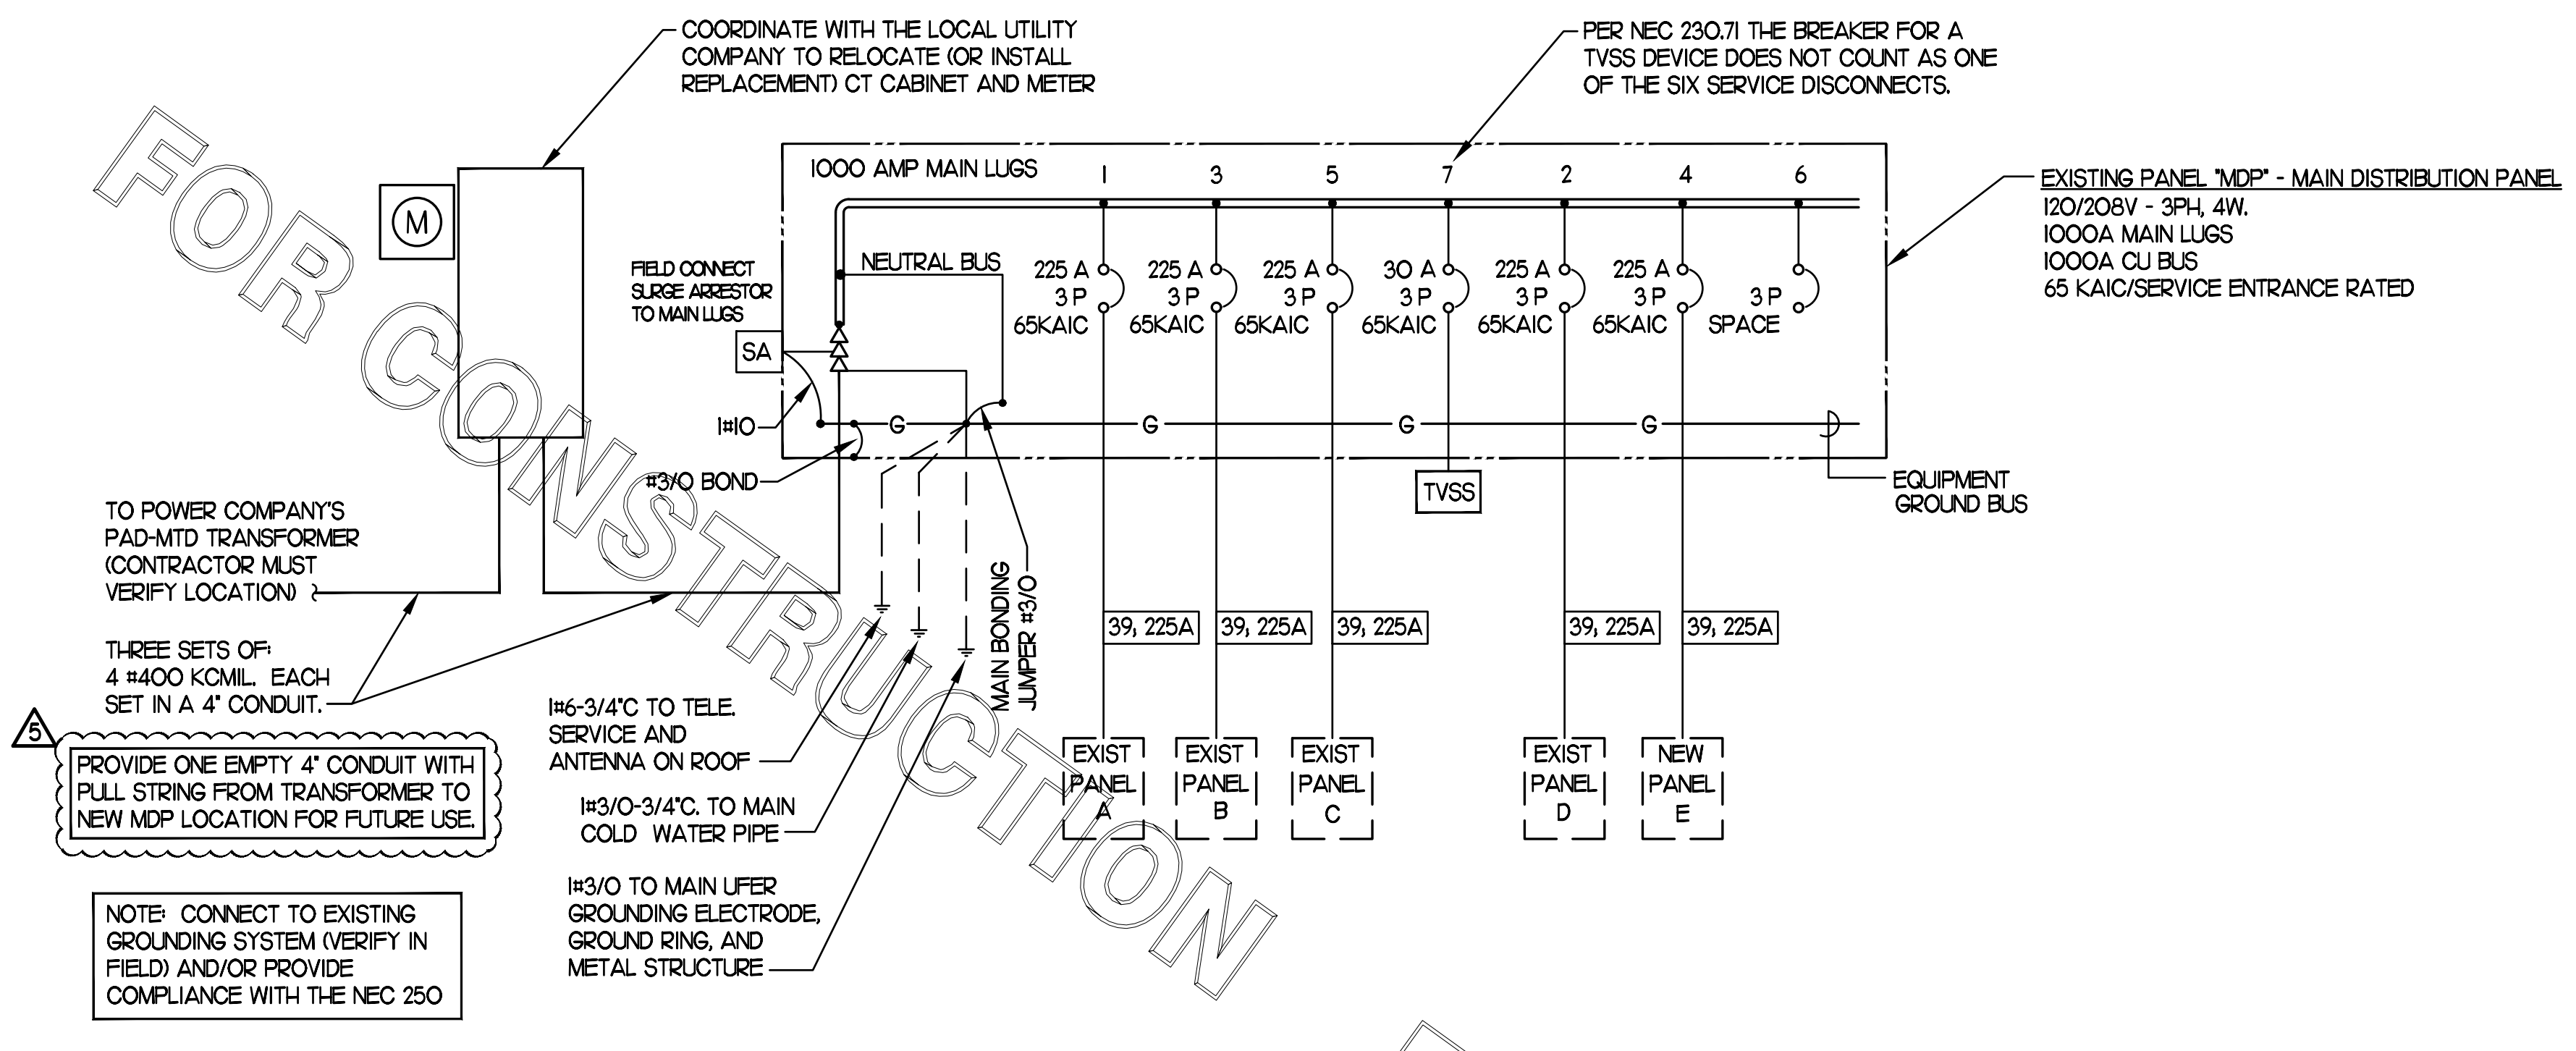 COORDINATE WITH THE LOCAL UTILITY
COMPANY TO RELOCATE (OR INSTALL
REPLACEMENT) CT CABINET AND METER
PER NEC 230.71 THE BREAKER FOR A
TVSS DEVICE DOES NOT COUNT AS ONE
OF THE SIX SERVICE DISCONNECTS.
FOR CONSTRUCTION
M
1000 AMP MAIN LUGS
1 3 5 7 2 4 6
EXISTING PANEL "MDP" - MAIN DISTRIBUTION PANEL
120/208V - 3PH, 4W.
1000A MAIN LUGS
1000A CU BUS
65 KAIC/SERVICE ENTRANCE RATED
NEUTRAL BUS
FIELD CONNECT
SURGE ARRESTOR
TO MAIN LUGS
SA
225 A
3 P
65KAIC
225 A
3 P
65KAIC
225 A
3 P
65KAIC
30 A
3 P
65KAIC
225 A
3 P
65KAIC
225 A
3 P
65KAIC
3 P
SPACE
1#10
G G G G
#3/0 BOND
TVSS
EQUIPMENT
GROUND BUS
TO POWER COMPANY'S
PAD-MTD TRANSFORMER
(CONTRACTOR MUST
VERIFY LOCATION)
THREE SETS OF:
4 #400 KCMIL. EACH
SET IN A 4" CONDUIT.
MAIN BONDING
JUMPER #3/0
39, 225A
39, 225A
39, 225A
39, 225A
39, 225A
5
PROVIDE ONE EMPTY 4" CONDUIT WITH
PULL STRING FROM TRANSFORMER TO
NEW MDP LOCATION FOR FUTURE USE.
1#6-3/4"C TO TELE.
SERVICE AND
ANTENNA ON ROOF
1#3/0-3/4"C. TO MAIN
COLD WATER PIPE
1#3/0 TO MAIN UFER
GROUNDING ELECTRODE,
GROUND RING, AND
METAL STRUCTURE
EXIST
PANEL
A
EXIST
PANEL
B
EXIST
PANEL
C
EXIST
PANEL
D
NEW
PANEL
E
NOTE: CONNECT TO EXISTING
GROUNDING SYSTEM (VERIFY IN
FIELD) AND/OR PROVIDE
COMPLIANCE WITH THE NEC 250